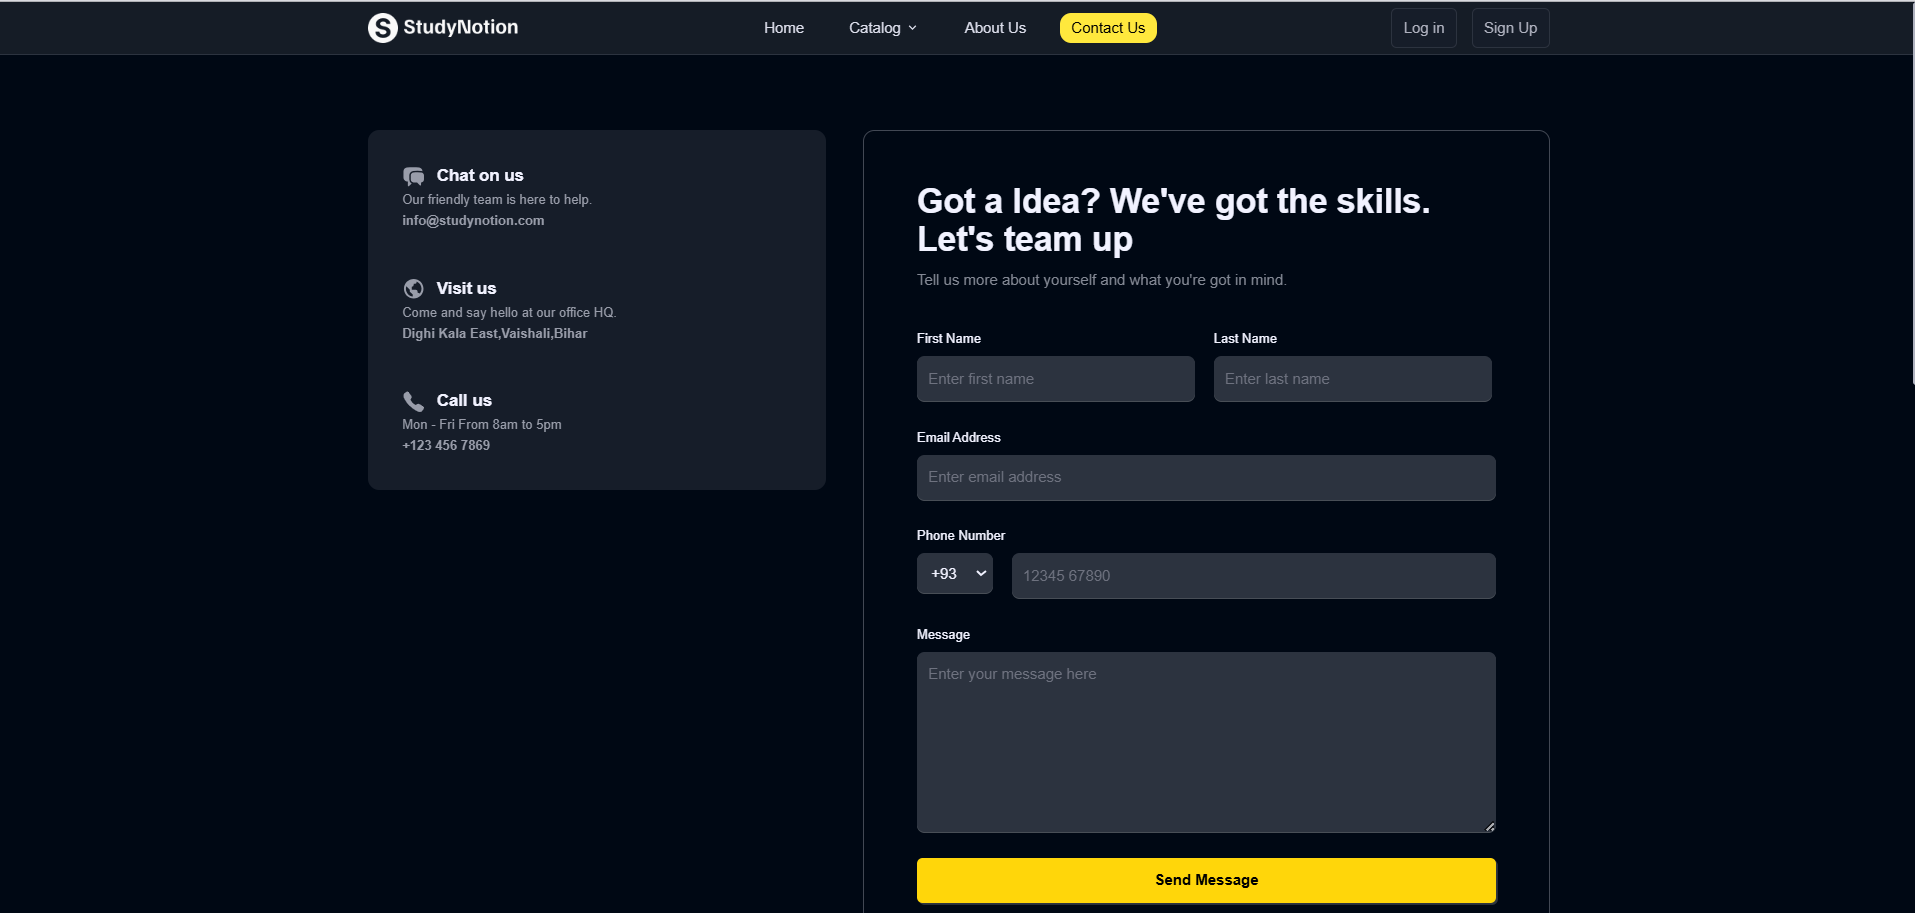 StudyNotion
Home
Catalog
About Us
Contact Us
Log in
Sign Up
Chat on us
Our friendly team is here to help.
info@studynotion.com
Visit us
Come and say hello at our office HQ.
Dighi Kala East,Vaishali,Bihar
Call us
Mon - Fri From 8am to 5pm
+123 456 7869
Got a Idea? We've got the skills.
Let's team up
Tell us more about yourself and what you're got in mind.
First Name
Last Name
Enter first name
Enter last name
Email Address
Enter email address
Phone Number
+93
12345 67890
Message
Enter your message here
Send Message